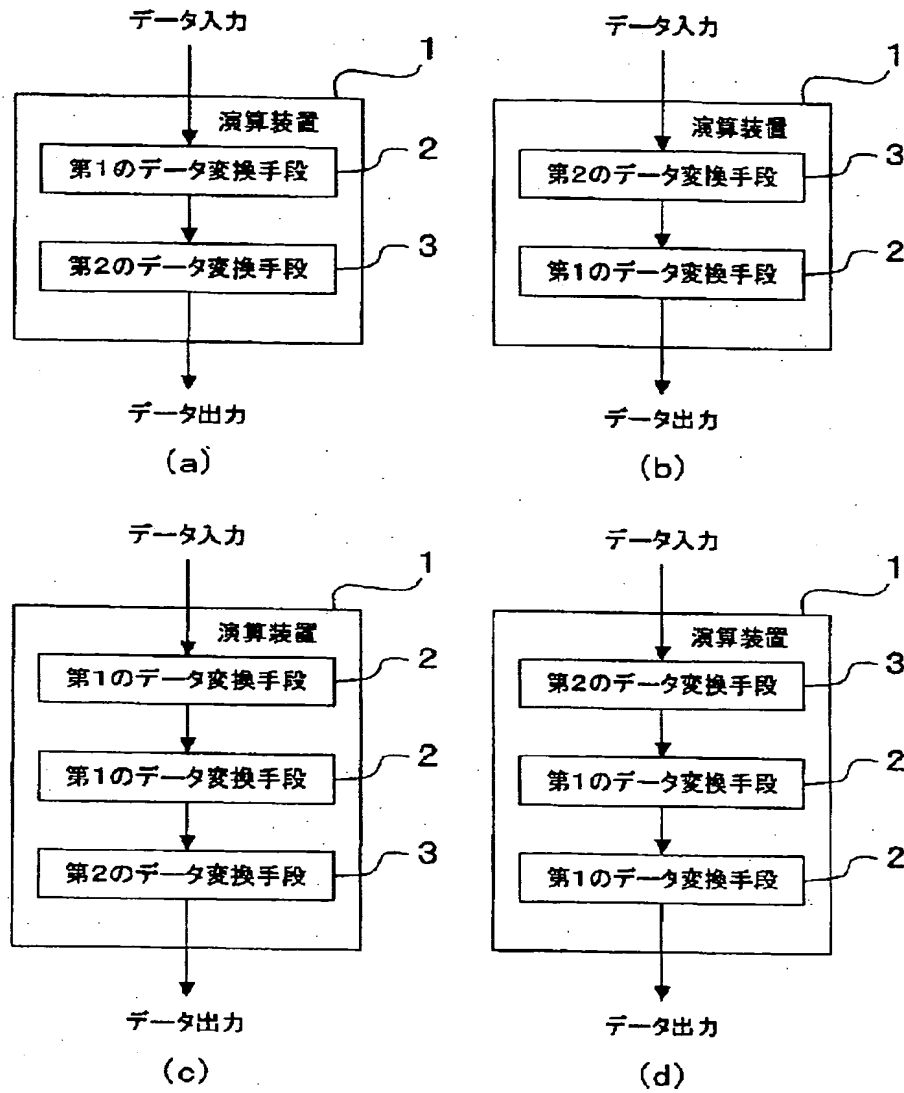 データ入力
1
演算装置
第1のデータ変換手段
2
第2のデータ変換手段
3
データ出力
(a)
データ入力
1
演算装置
第2のデータ変換手段
3
第1のデータ変換手段
2
データ出力
(b)
データ入力
1
演算装置
第1のデータ変換手段
2
第1のデータ変換手段
2
第2のデータ変換手段
3
データ出力
(c)
データ入力
1
演算装置
第2のデータ変換手段
3
第1のデータ変換手段
2
第1のデータ変換手段
2
データ出力
(d)